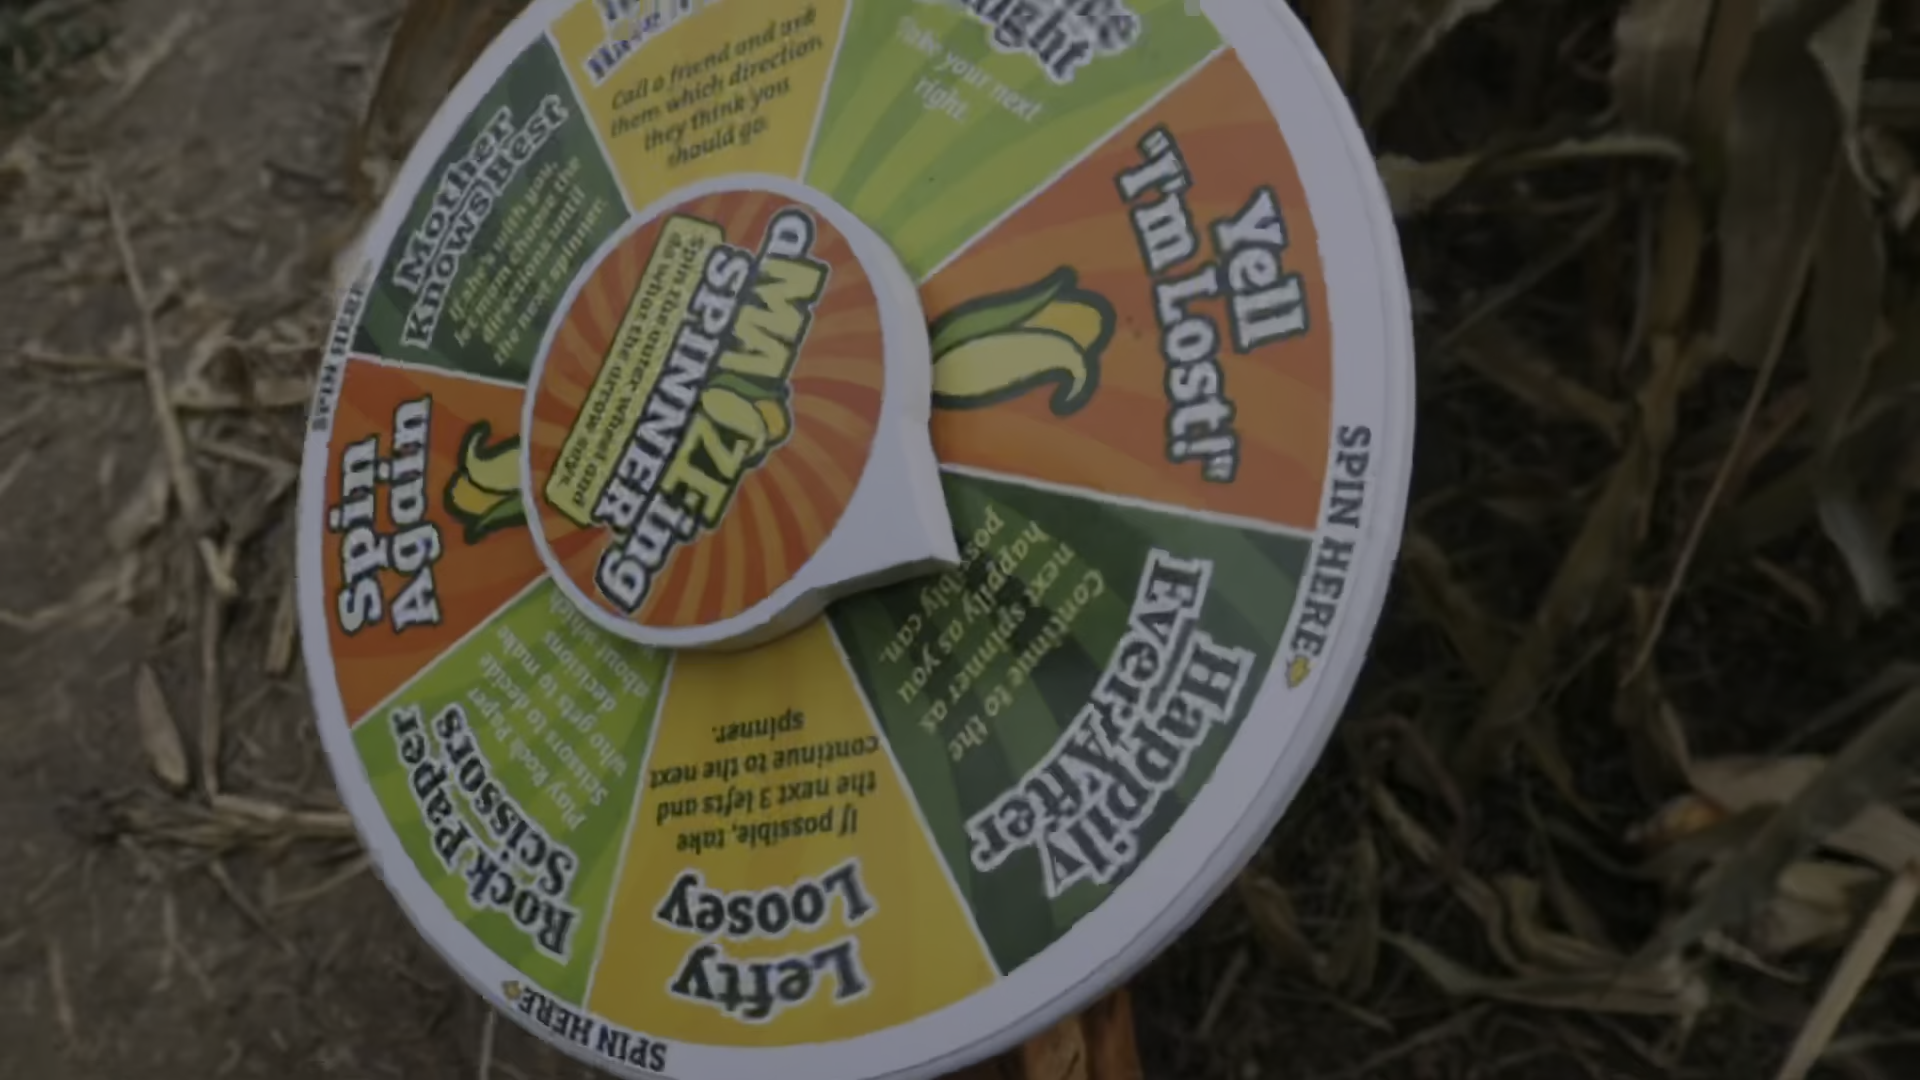 Call a friend and ask
them which direction
they think you
should go.
Take your next
right.
Yell
"I'm Lost!"
Mother
Knows Best
If she's with you,
let mom choose the
directions until
the next spinner.
aMAIZEing
SPINNER
Spin the outer wheel and
do what the arrow says.
Spin
Again
Happily
Ever After
Continue to the
next spinner as
happily as you
possibly can.
Rock Paper
Scissors
Play Rock Paper
Scissors to decide
who gets to make
decisions
about which
Lefty
Loosey
If possible, take
the next 3 lefts and
continue to the next
spinner.
SPIN HERE
SPIN HERE
SPIN HERE